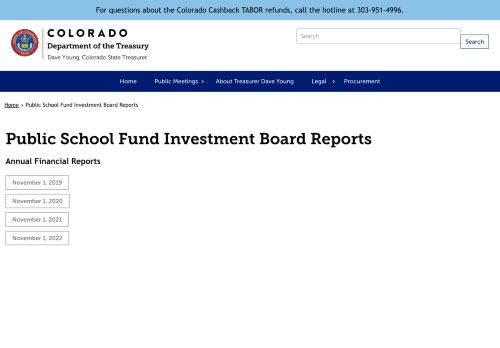 For questions about the Colorado Cashback TABOR refunds, call the hotline at 303-951-4996.
COLORADO
Department of the Treasury
Dave Young, Colorado State Treasurer
Search
Search
Home
Public Meetings ›
About Treasurer Dave Young
Legal ›
Procurement
Home › Public School Fund Investment Board Reports
Public School Fund Investment Board Reports
Annual Financial Reports
November 1, 2019
November 1, 2020
November 1, 2021
November 1, 2022